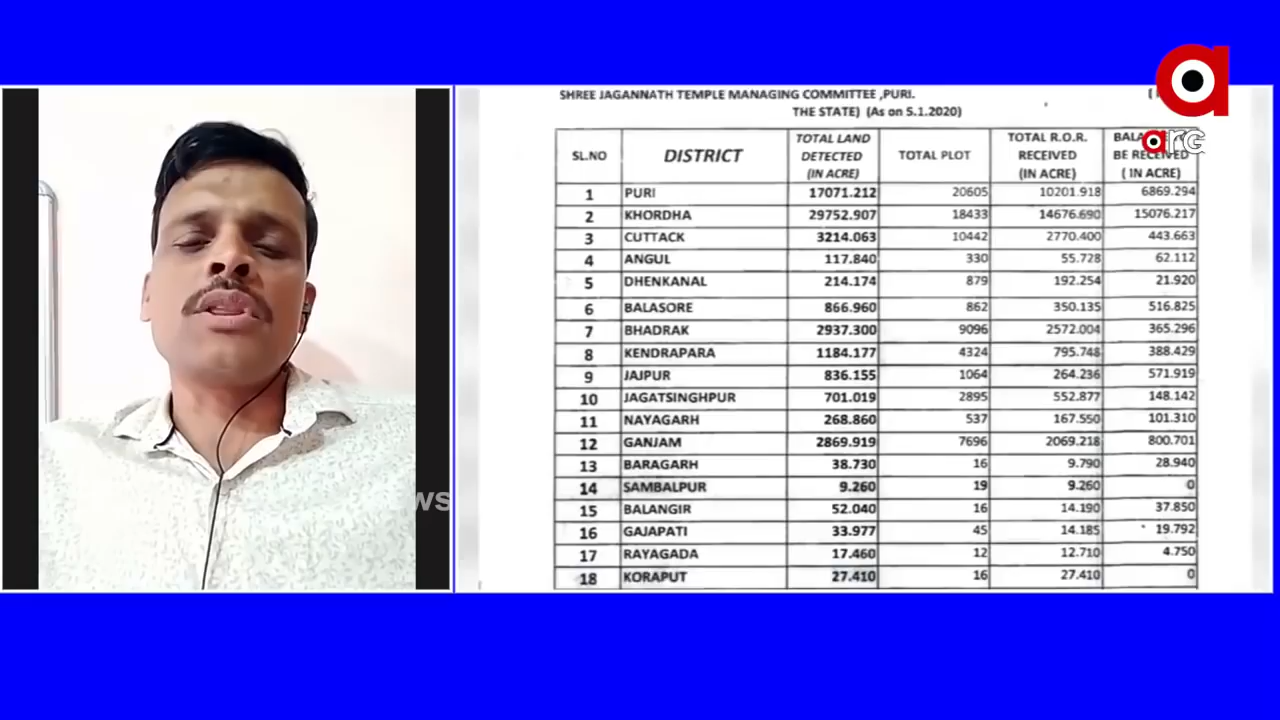 arg
ws
SHREE JAGANNATH TEMPLE MANAGING COMMITTEE ,PURI.
THE STATE) (As on 5.1.2020)
SL.NO DISTRICT TOTAL LAND DETECTED (IN ACRE) TOTAL PLOT TOTAL R.O.R. RECEIVED (IN ACRE) BE RECEIVED ( IN ACRE)
1 PURI 17071.212 20605 10201.918 6869.294
2 KHORDHA 29752.907 18433 14676.690 15076.217
3 CUTTACK 3214.063 10442 2770.400 443.663
4 ANGUL 117.840 330 55.728 62.112
5 DHENKANAL 214.174 879 192.254 21.920
6 BALASORE 866.960 862 350.135 516.825
7 BHADRAK 2937.300 9096 2572.004 365.296
8 KENDRAPARA 1184.177 4324 795.748 388.429
9 JAJPUR 836.155 1064 264.236 571.919
10 JAGATSINGHPUR 701.019 2895 552.877 148.142
11 NAYAGARH 268.860 537 167.550 101.310
12 GANJAM 2869.919 7696 2069.218 800.701
13 BARAGARH 38.730 16 9.790 28.940
14 SAMBALPUR 9.260 19 9.260 0
15 BALANGIR 52.040 16 14.190 37.850
16 GAJAPATI 33.977 45 14.185 19.792
17 RAYAGADA 17.460 12 12.710 4.750
18 KORAPUT 27.410 16 27.410 0